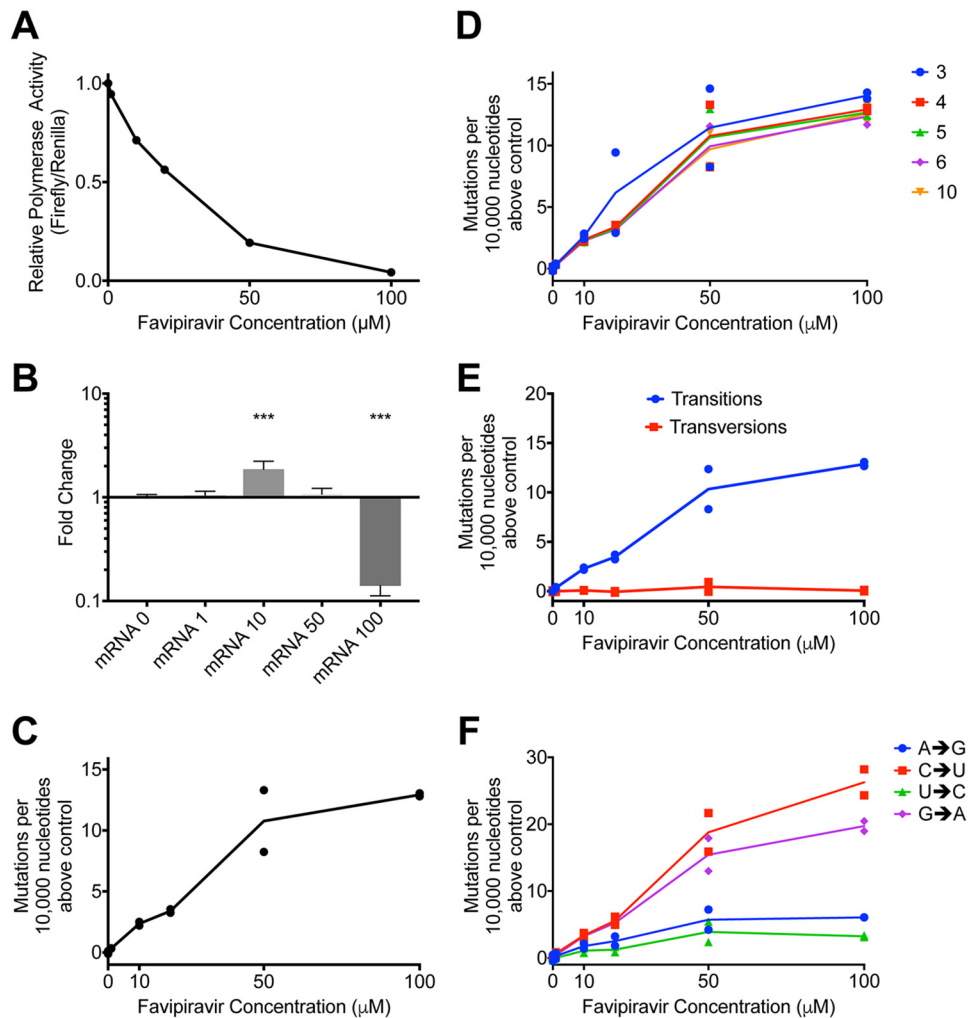 A
Relative Polymerase Activity
(Firefly/Renilla)
1.0
0.5
0.0
0
50
100
Favipiravir Concentration (µM)
B
Fold Change
10
1
0.1
***
***
mRNA 0
mRNA 1
mRNA 10
mRNA 50
mRNA 100
C
Mutations per
10,000 nucleotides
above control
15
10
5
0
0
10
50
100
Favipiravir Concentration (µM)
D
Mutations per
10,000 nucleotides
above control
15
10
5
0
0
10
50
100
Favipiravir Concentration (µM)
3
4
5
6
10
E
Mutations per
10,000 nucleotides
above control
20
15
10
5
0
Transitions
Transversions
0
10
50
100
Favipiravir Concentration (µM)
F
Mutations per
10,000 nucleotides
above control
30
20
10
0
0
10
50
100
Favipiravir Concentration (µM)
A➔G
C➔U
U➔C
G➔A